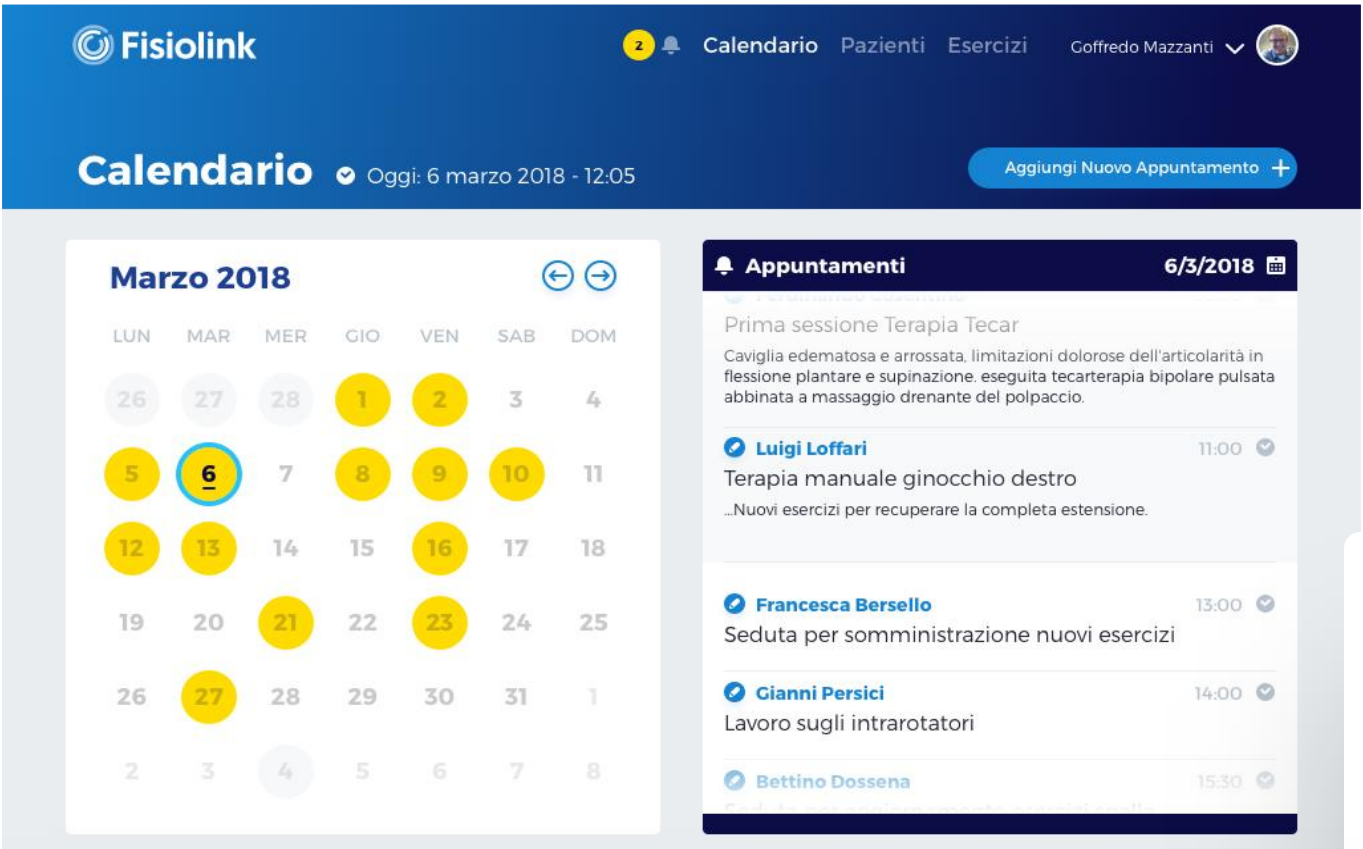 Fisiolink
2 Calendario Pazienti Esercizi Goffredo Mazzanti
Calendario Oggi: 6 marzo 2018 - 12:05
Aggiungi Nuovo Appuntamento +
Marzo 2018
LUN MAR MER GIO VEN SAB DOM
26 27 28 1 2 3 4
5 6 7 8 9 10 11
12 13 14 15 16 17 18
19 20 21 22 23 24 25
26 27 28 29 30 31 1
2 3 4 5 6 7 8
Appuntamenti 6/3/2018
Prima sessione Terapia Tecar
Caviglia edematosa e arrossata, limitazioni dolorose dell'articolarità in
flessione plantare e supinazione. eseguita tecarterapia bipolare pulsata
abbinata a massaggio drenante del polpaccio.
Luigi Loffari 11:00
Terapia manuale ginocchio destro
...Nuovi esercizi per recuperare la completa estensione.
Francesca Bersello 13:00
Seduta per somministrazione nuovi esercizi
Gianni Persici 14:00
Lavoro sugli intrarotatori
Bettino Dossena 15:30